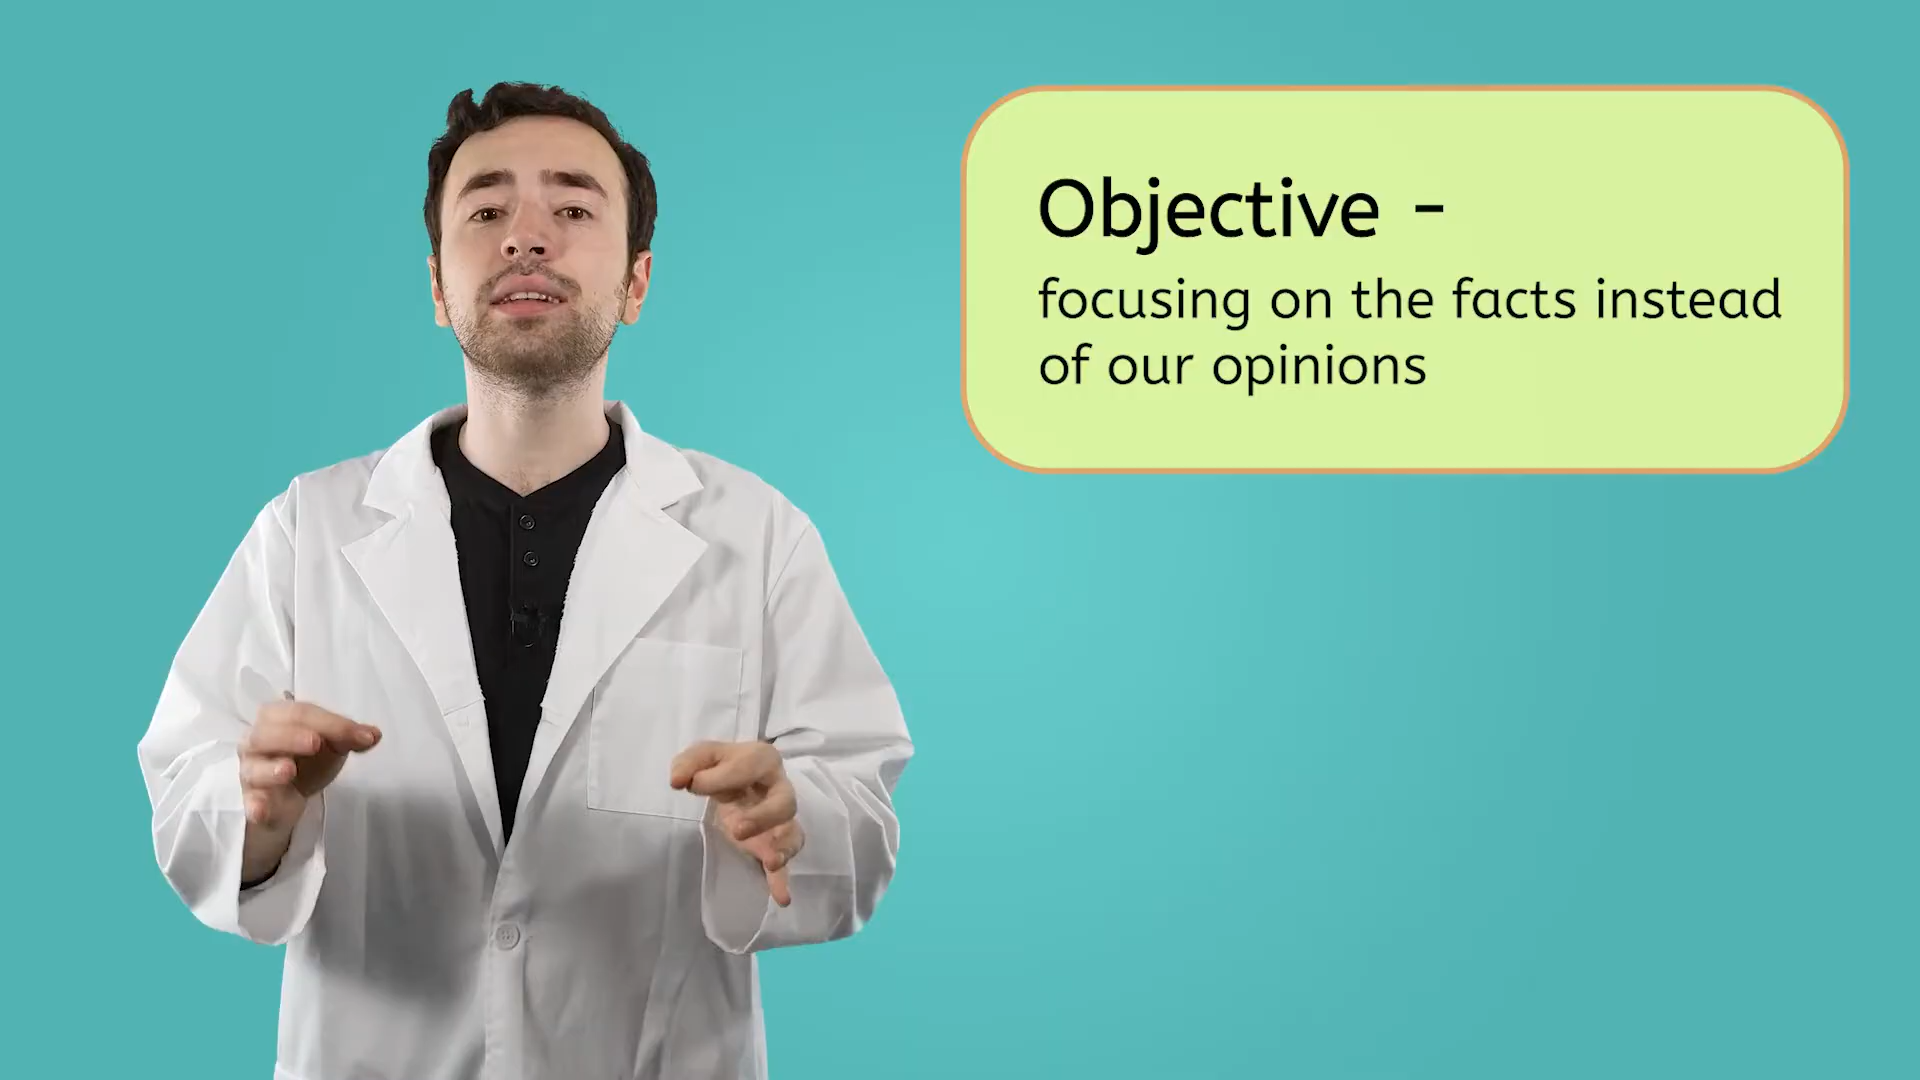 Objective -
focusing on the facts instead
of our opinions